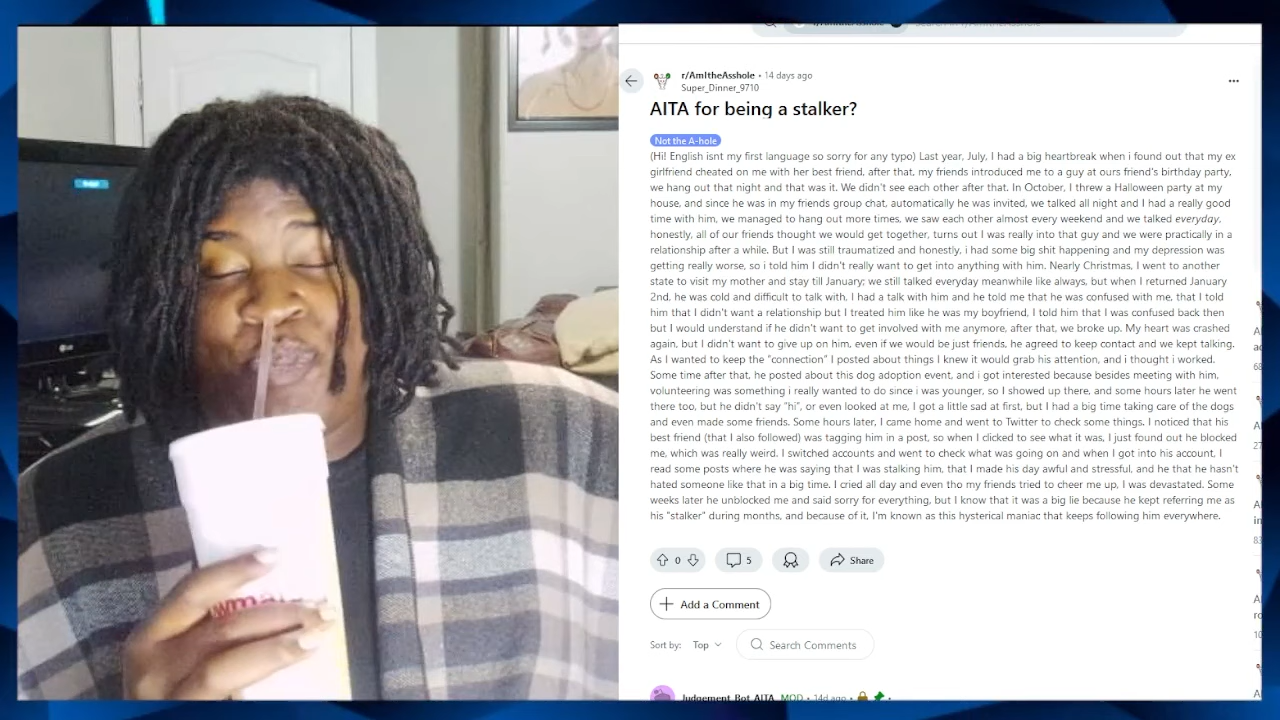 r/AmItheAsshole • 14 days ago
Super_Dinner_9710
AITA for being a stalker?
Not the A-hole
(Hi! English isnt my first language so sorry for any typo) Last year, July, I had a big heartbreak when i found out that my ex
girlfriend cheated on me with her best friend, after that, my friends introduced me to a guy at ours friend's birthday party,
we hang out that night and that was it. We didn't see each other after that. In October, I threw a Halloween party at my
house, and since he was in my friends group chat, automatically he was invited, we talked all night and I had a really good
time with him, we managed to hang out more times, we saw each other almost every weekend and we talked everyday,
honestly, all of our friends thought we would get together, turns out I was really into that guy and we were practically in a
relationship after a while. But I was still traumatized and honestly, i had some big shit happening and my depression was
getting really worse, so i told him I didn't really want to get into anything with him. Nearly Christmas, I went to another
state to visit my mother and stay till January; we still talked everyday meanwhile like always, but when I returned January
2nd, he was cold and difficult to talk with. I had a talk with him and he told me that he was confused with me, that I told
him that I didn't want a relationship but I treated him like he was my boyfriend, I told him that I was confused back then
but I would understand if he didn't want to get involved with me anymore, after that, we broke up. My heart was crashed
again, but I didn't want to give up on him, even if we would be just friends, he agreed to keep contact and we kept talking.
As I wanted to keep the "connection" I posted about things I knew it would grab his attention, and i thought i worked.
Some time after that, he posted about this dog adoption event, and i got interested because besides meeting with him,
volunteering was something i really wanted to do since i was younger, so I showed up there, and some hours later he went
there too, but he didn't say "hi", or even looked at me, I got a little sad at first, but I had a big time taking care of the dogs
and even made some friends. Some hours later, I came home and went to Twitter to check some things. I noticed that his
best friend (that I also followed) was tagging him in a post, so when I clicked to see what it was, I just found out he blocked
me, which was really weird. I switched accounts and went to check what was going on and when I got into his account, I
read some posts where he was saying that I was stalking him, that I made his day awful and stressful, and he that he hasn't
hated someone like that in a big time. I cried all day and even tho my friends tried to cheer me up, I was devastated. Some
weeks later he unblocked me and said sorry for everything, but I know that it was a big lie because he kept referring me as
his "stalker" during months, and because of it, I'm known as this hysterical maniac that keeps following him everywhere.
0 5 Share
Add a Comment
Sort by: Top Search Comments
Judgement_Bot_AITA MOD • 14d ago •